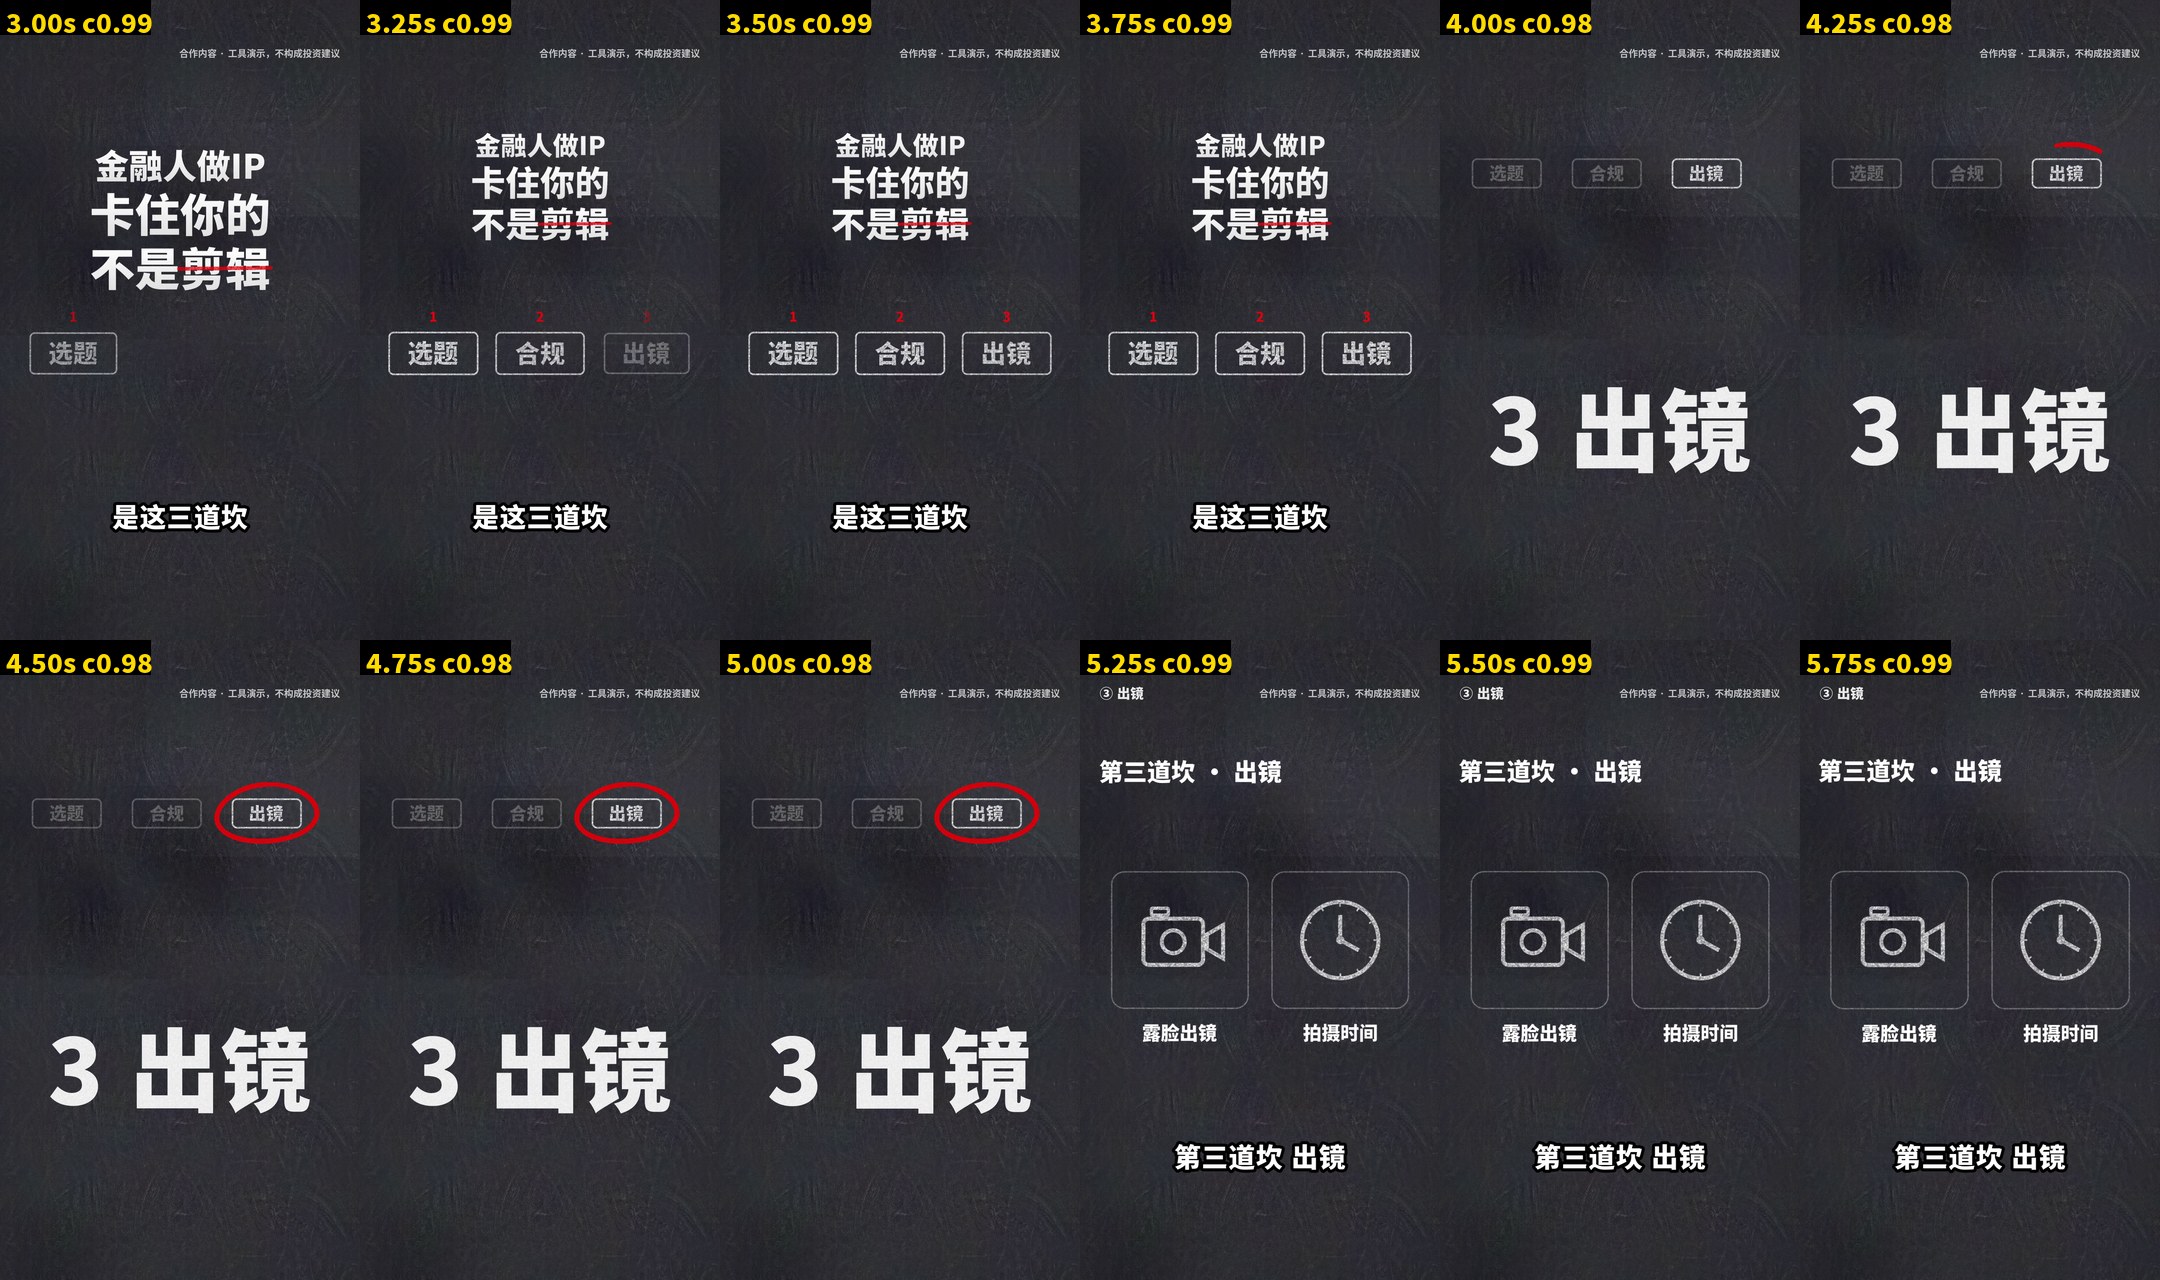 3.00s c0.99
合作内容 · 工具演示，不构成投资建议
金融人做IP
卡住你的
不是剪辑
1
选题
是这三道坎
3.25s c0.99
合作内容 · 工具演示，不构成投资建议
金融人做IP
卡住你的
不是剪辑
1 2 3
选题 合规 出镜
是这三道坎
3.50s c0.99
合作内容 · 工具演示，不构成投资建议
金融人做IP
卡住你的
不是剪辑
1 2 3
选题 合规 出镜
是这三道坎
3.75s c0.99
合作内容 · 工具演示，不构成投资建议
金融人做IP
卡住你的
不是剪辑
1 2 3
选题 合规 出镜
是这三道坎
4.00s c0.98
合作内容 · 工具演示，不构成投资建议
选题 合规 出镜
3 出镜
4.25s c0.98
合作内容 · 工具演示，不构成投资建议
选题 合规 出镜
3 出镜
4.50s c0.98
合作内容 · 工具演示，不构成投资建议
选题 合规 出镜
3 出镜
4.75s c0.98
合作内容 · 工具演示，不构成投资建议
选题 合规 出镜
3 出镜
5.00s c0.98
合作内容 · 工具演示，不构成投资建议
选题 合规 出镜
3 出镜
5.25s c0.99
③ 出镜 合作内容 · 工具演示，不构成投资建议
第三道坎 · 出镜
露脸出镜 拍摄时间
第三道坎 出镜
5.50s c0.99
③ 出镜 合作内容 · 工具演示，不构成投资建议
第三道坎 · 出镜
露脸出镜 拍摄时间
第三道坎 出镜
5.75s c0.99
③ 出镜 合作内容 · 工具演示，不构成投资建议
第三道坎 · 出镜
露脸出镜 拍摄时间
第三道坎 出镜